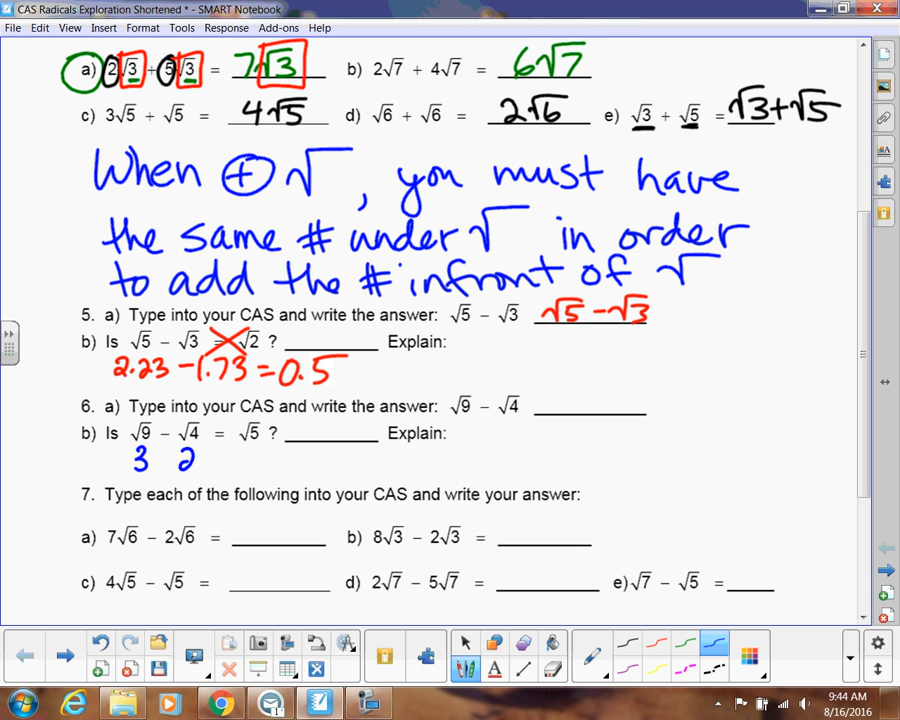 CAS Radicals Exploration Shortened * - SMART Notebook
File Edit View Insert Format Tools Response Add-ons Help
a) 2√3 + 5√3 = 7√3 b) 2√7 + 4√7 = 6√7
c) 3√5 + √5 = 4√5 d) √6 + √6 = 2√6 e) √3 + √5 = √3+√5
When + √ , you must have
the same # under √ in order
to add the # infront of √
5. a) Type into your CAS and write the answer: √5 − √3 √5 −√3
b) Is √5 − √3 = √2 ? Explain:
2.23 −1.73 = 0.5
6. a) Type into your CAS and write the answer: √9 − √4
b) Is √9 − √4 = √5 ? Explain:
3 2
7. Type each of the following into your CAS and write your answer:
a) 7√6 − 2√6 = b) 8√3 − 2√3 =
c) 4√5 − √5 = d) 2√7 − 5√7 = e) √7 − √5 =
9:44 AM
8/16/2016